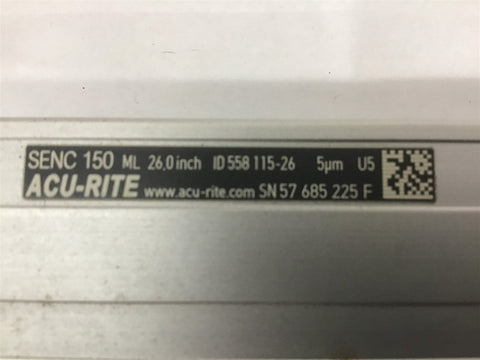 SENC 150 ML 26.0 inch ID 558 115-26 5µm U5
ACU-RITE www.acu-rite.com SN 57 685 225 F